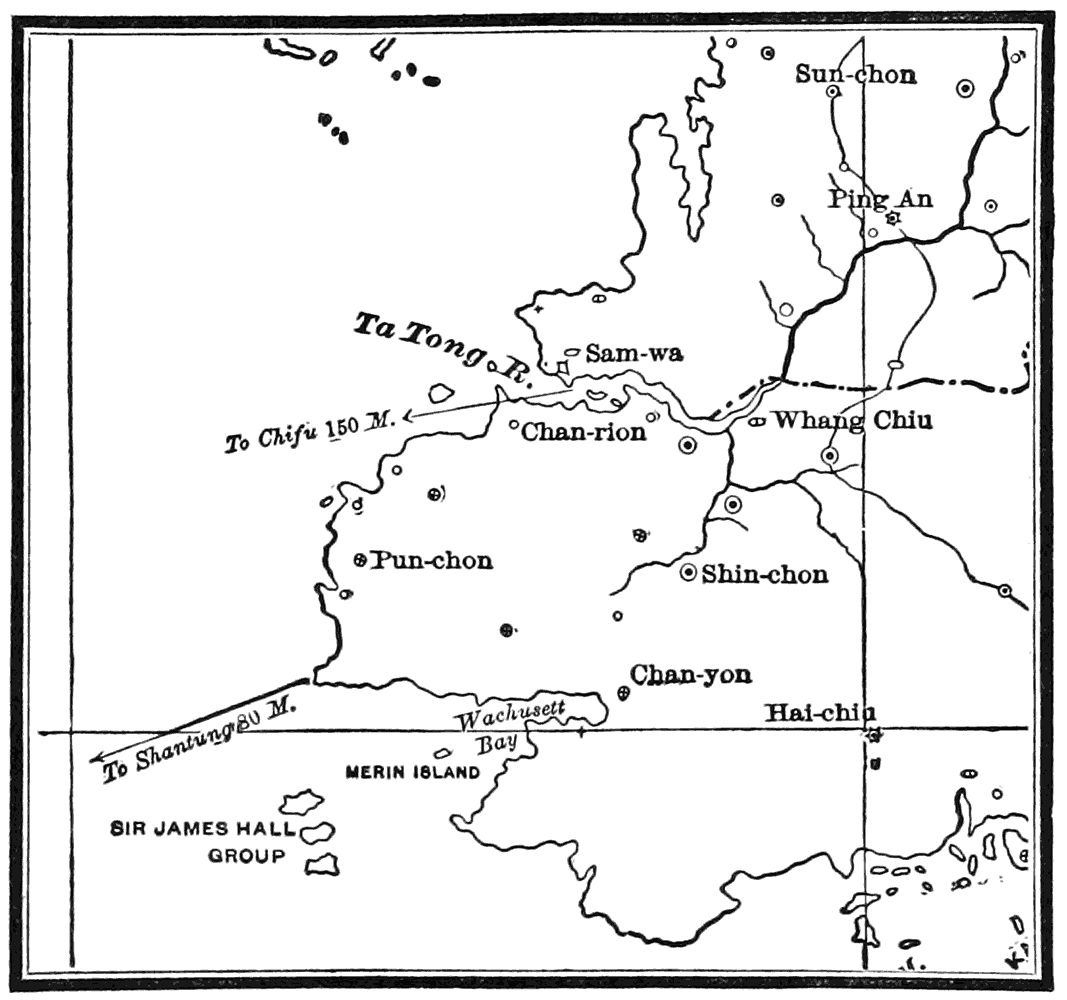 Sun-chon
Ping An
Ta Tong R.
Sam-wa
To Chifu 150 M.
Chan-rion
Whang Chiu
Pun-chon
Shin-chon
Chan-yon
Wachusett
Bay
Hai-chiu
To Shantung 80 M.
MERIN ISLAND
SIR JAMES HALL
GROUP